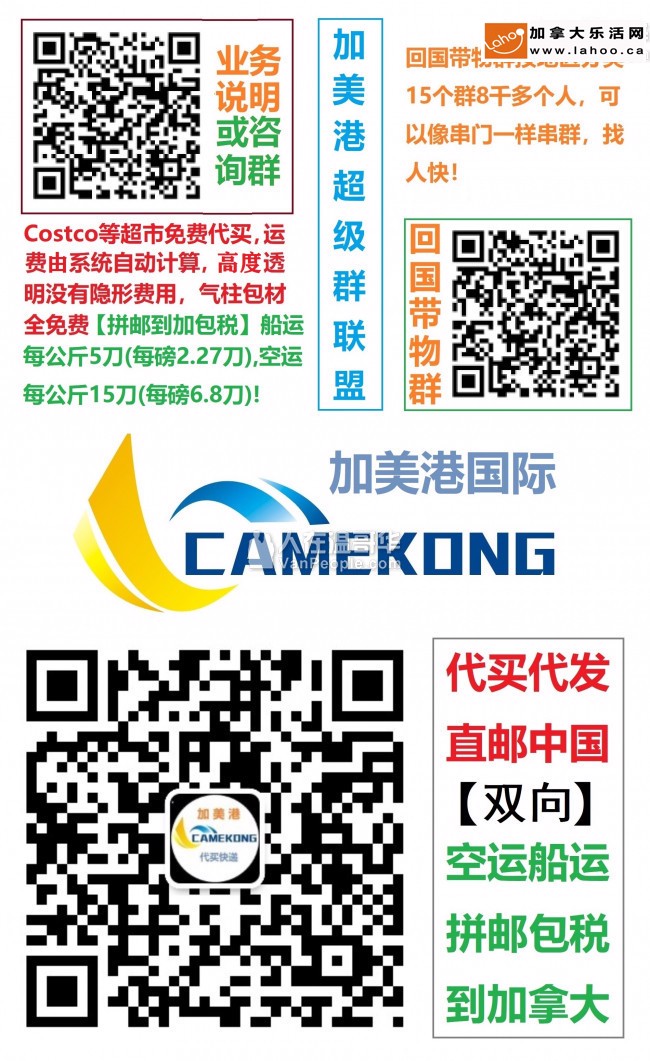 加拿大乐活网
Lahoo
www.lahoo.ca
业务
说明
或咨
询群
加美港超级群联盟
15个群8千多个人，可
以像串门一样串群，找
人快！
Costco等超市免费代买，运
费由系统自动计算，高度透
明没有隐形费用，气柱包材
全免费【拼邮到加包税】船运
每公斤5刀(每磅2.27刀),空运
每公斤15刀(每磅6.8刀)!
回国带物群
加美港国际
CAMEKONG
人在温哥华
VanPeople.com
加美港
CAMEKONG
代买快递
代买代发
直邮中国
【双向】
空运船运
拼邮包税
到加拿大